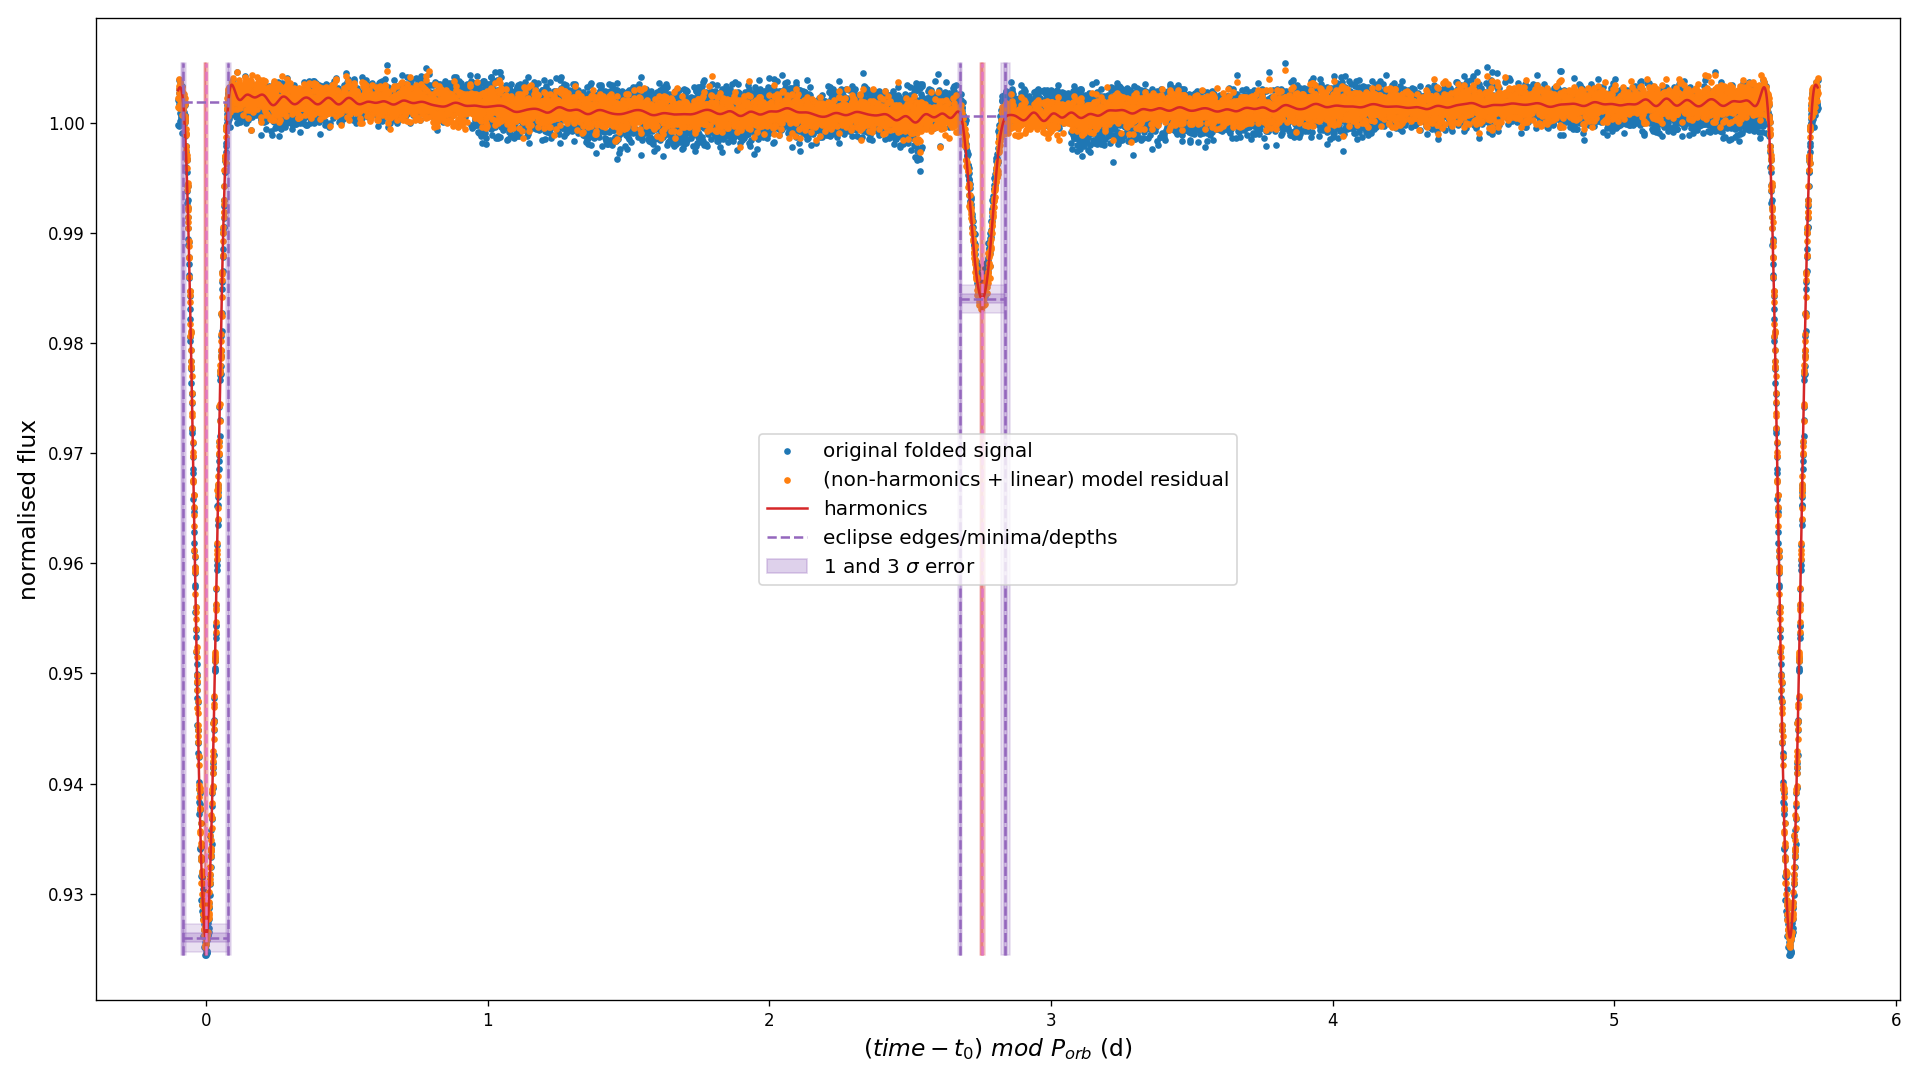 normalised flux
1.00
0.99
0.98
0.97
0.96
0.95
0.94
0.93
original folded signal
(non-harmonics + linear) model residual
harmonics
eclipse edges/minima/depths
1 and 3 σ error
0 1 2 3 4 5 6
(time − t₀) mod Pₒᵣb (d)